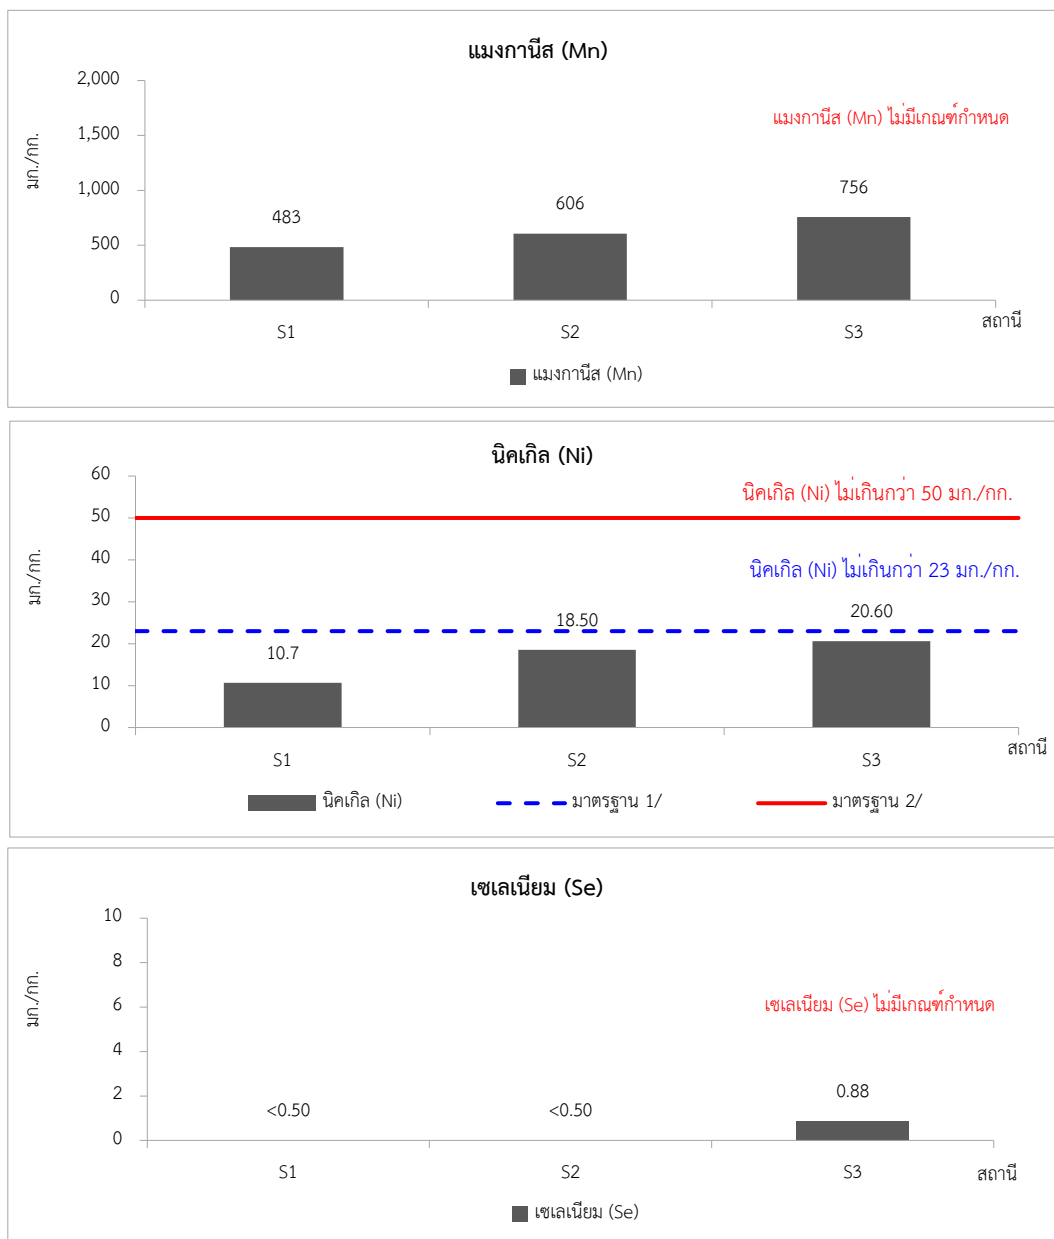 แมงกานีส (Mn)
2,000
1,500
1,000
500
0
มก./กก.
แมงกานีส (Mn) ไม่มีเกณฑ์กำหนด
483
606
756
S1
S2
S3
สถานี
แมงกานีส (Mn)
นิคเกิล (Ni)
60
50
40
30
20
10
0
มก./กก.
นิคเกิล (Ni) ไม่เกินกว่า 50 มก./กก.
นิคเกิล (Ni) ไม่เกินกว่า 23 มก./กก.
10.7
18.50
20.60
S1
S2
S3
สถานี
นิคเกิล (Ni)
มาตรฐาน 1/
มาตรฐาน 2/
เซเลเนียม (Se)
10
8
6
4
2
0
มก./กก.
เซเลเนียม (Se) ไม่มีเกณฑ์กำหนด
<0.50
<0.50
0.88
S1
S2
S3
สถานี
เซเลเนียม (Se)